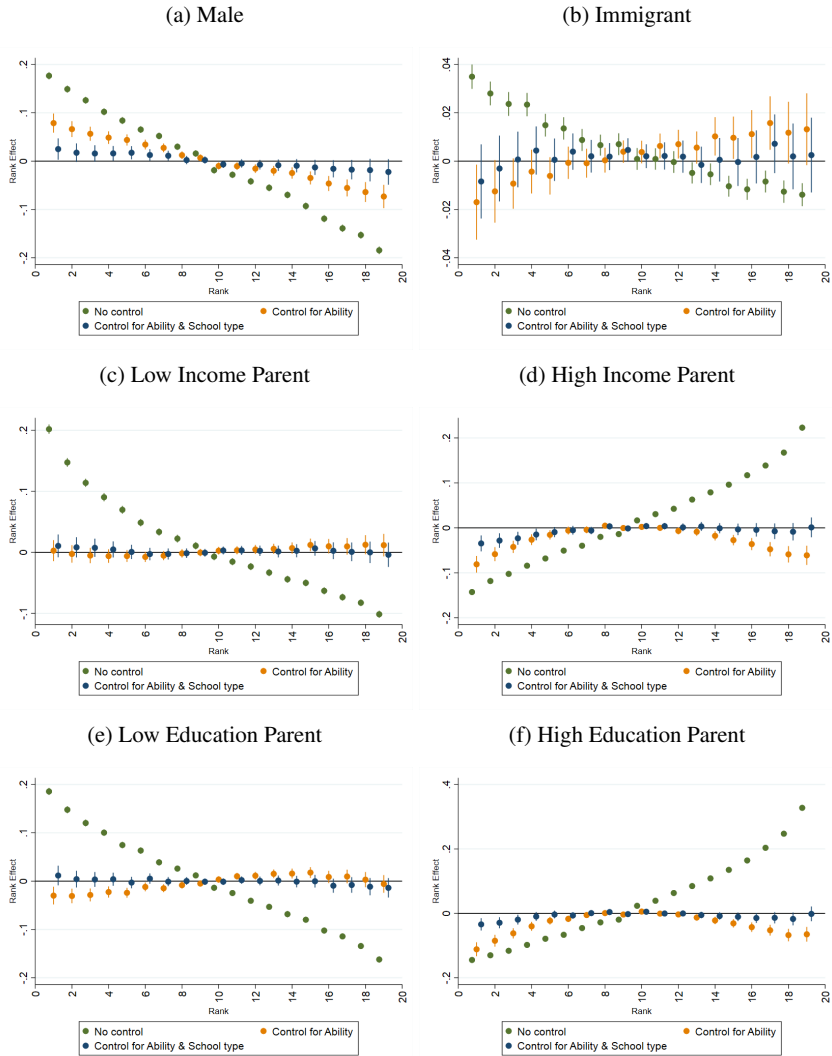 (a) Male
(b) Immigrant
Rank Effect
.2
.1
0
-.1
-.2
0 2 4 6 8 10 12 14 16 18 20
Rank
No control
Control for Ability
Control for Ability & School type
Rank Effect
.04
.02
0
-.02
-.04
0 2 4 6 8 10 12 14 16 18 20
Rank
No control
Control for Ability
Control for Ability & School type
(c) Low Income Parent
(d) High Income Parent
Rank Effect
.2
.1
0
-.1
0 2 4 6 8 10 12 14 16 18 20
Rank
No control
Control for Ability
Control for Ability & School type
Rank Effect
.2
.1
0
-.1
-.2
0 2 4 6 8 10 12 14 16 18 20
Rank
No control
Control for Ability
Control for Ability & School type
(e) Low Education Parent
(f) High Education Parent
Rank Effect
.2
.1
0
-.1
-.2
0 2 4 6 8 10 12 14 16 18 20
Rank
No control
Control for Ability
Control for Ability & School type
Rank Effect
.4
.2
0
-.2
0 2 4 6 8 10 12 14 16 18 20
Rank
No control
Control for Ability
Control for Ability & School type